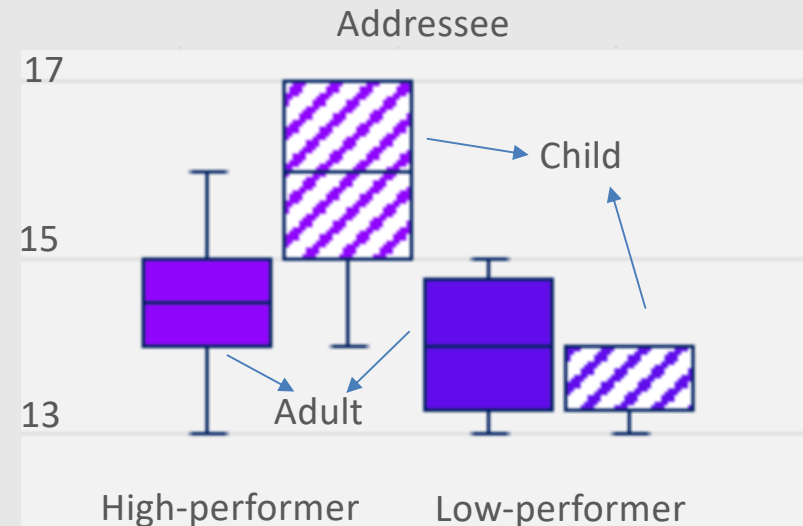 Addressee
17
Child
15
Adult
13
High-performer
Low-performer